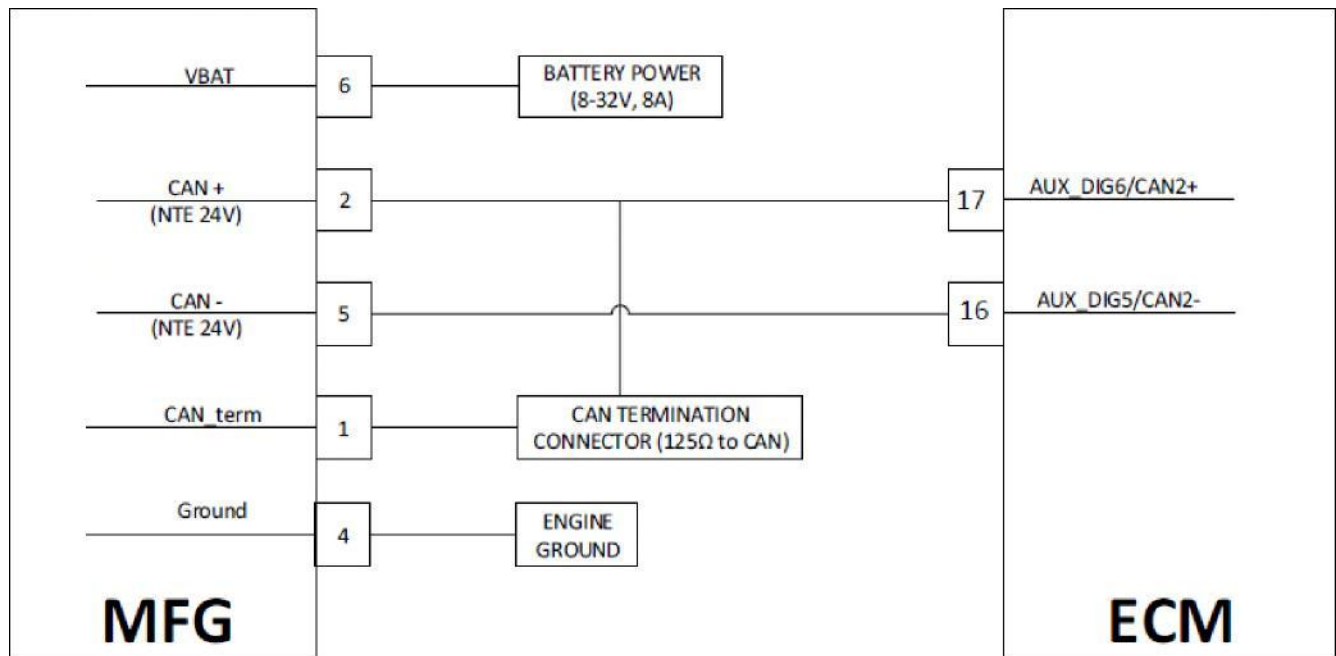 VBAT
6
BATTERY POWER
(8-32V, 8A)
CAN +
(NTE 24V)
2
17
AUX_DIG6/CAN2+
CAN -
(NTE 24V)
5
16
AUX_DIG5/CAN2-
CAN_term
1
CAN TERMINATION
CONNECTOR (125Ω to CAN)
Ground
4
ENGINE
GROUND
MFG
ECM